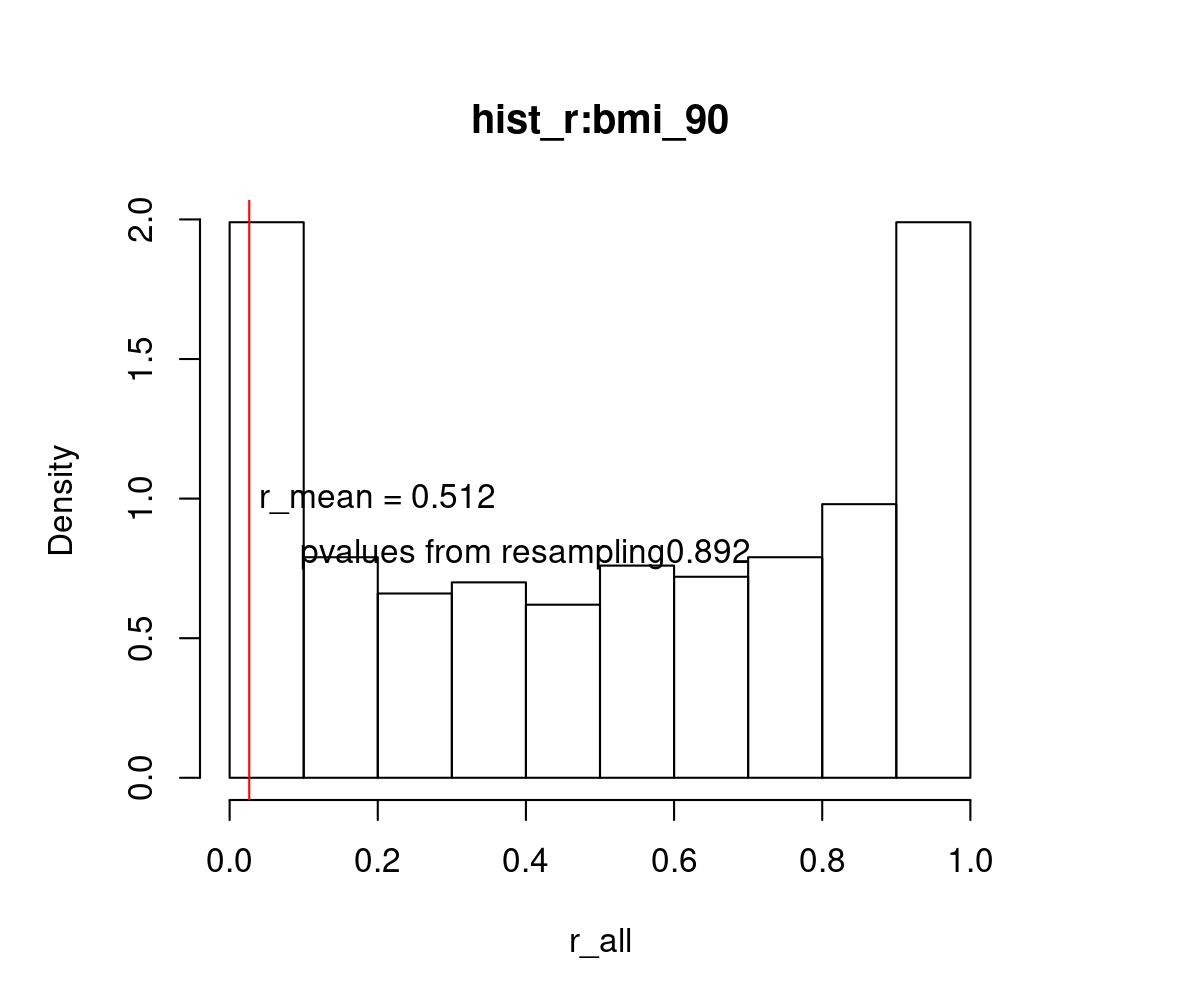 hist_r:bmi_90
2.0
1.5
1.0
0.5
0.0
Density
r_mean = 0.512
pvalues from resampling0.892
0.0 0.2 0.4 0.6 0.8 1.0
r_all